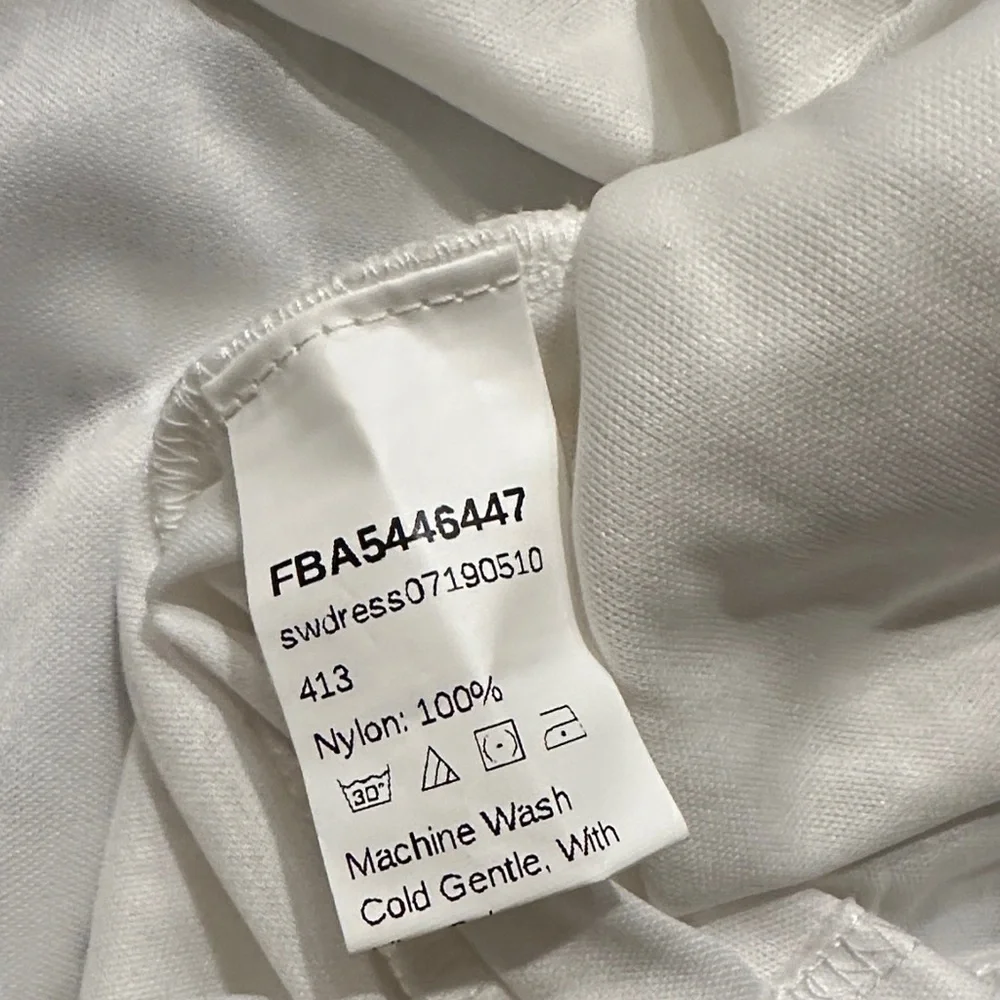 FBA5446447
swdress07190510
413
Nylon: 100%
30°
Machine Wash
Cold Gentle, With